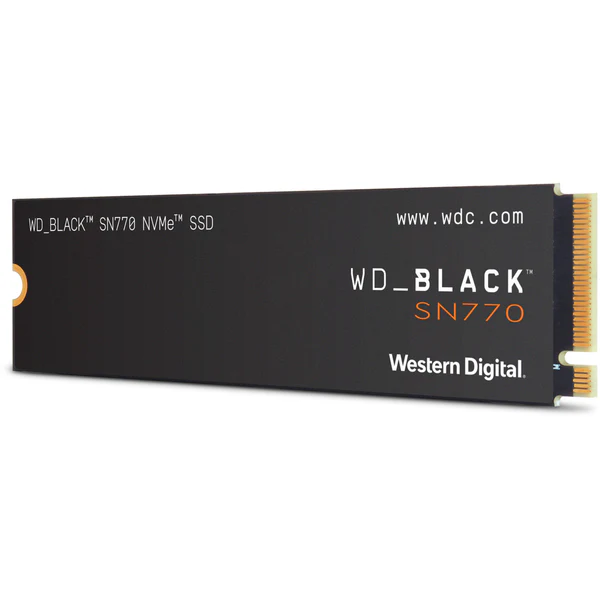 WD_BLACK™ SN770 NVMe™ SSD
www.wdc.com
WD_BLACK™
SN770
Western Digital.
M